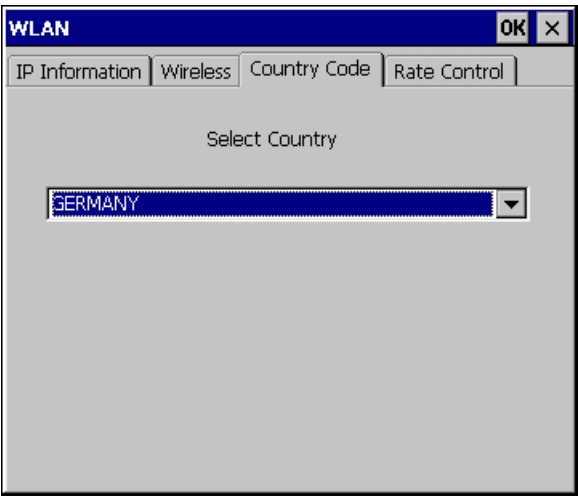 WLAN OK
IP Information Wireless Country Code Rate Control
Select Country
GERMANY